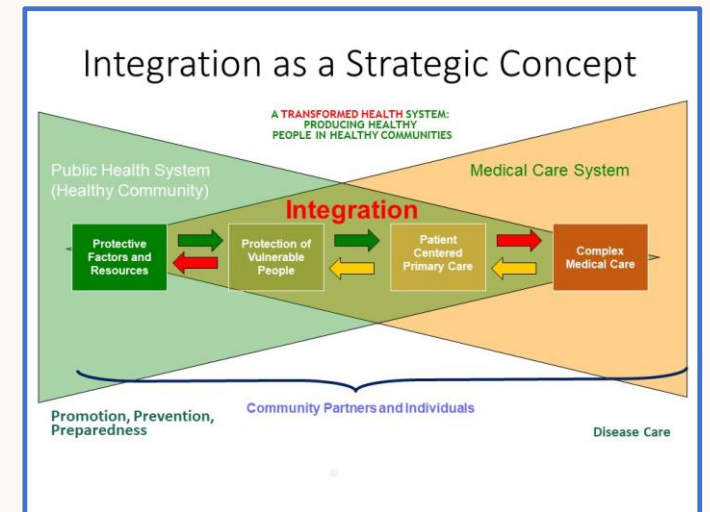 Integration as a Strategic Concept
A TRANSFORMED HEALTH SYSTEM:
PRODUCING HEALTHY
PEOPLE IN HEALTHY COMMUNITIES
Public Health System
(Healthy Community)
Medical Care System
Integration
Protective
Factors and
Resources
Protection of
Vulnerable
People
Patient
Centered
Primary Care
Complex
Medical Care
Community Partners and Individuals
Promotion, Prevention,
Preparedness
Disease Care